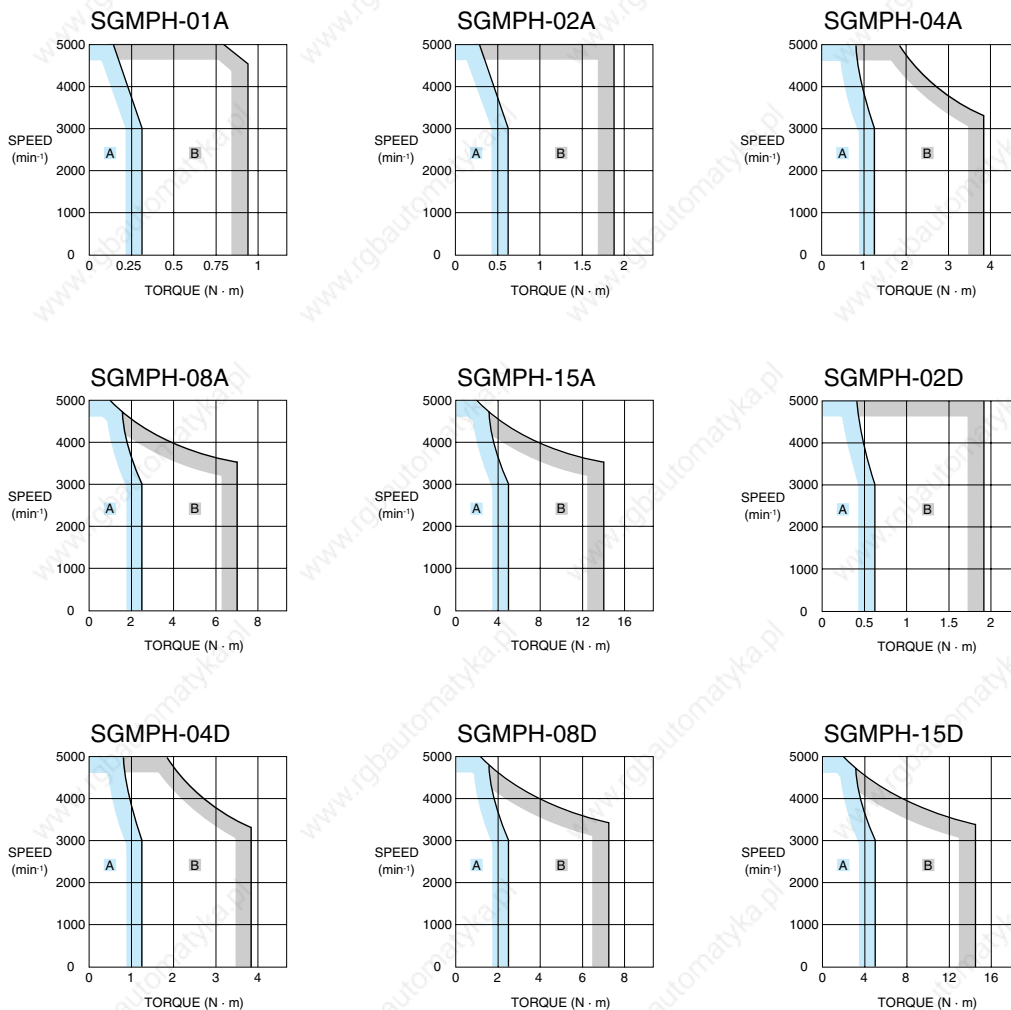 SGMPH-01A
5000
4000
3000
2000
1000
0
SPEED
(min-1)
A
B
0 0.25 0.5 0.75 1
TORQUE (N · m)
SGMPH-02A
5000
4000
3000
2000
1000
0
SPEED
(min-1)
A
B
0 0.5 1 1.5 2
TORQUE (N · m)
SGMPH-04A
5000
4000
3000
2000
1000
0
SPEED
(min-1)
A
B
0 1 2 3 4
TORQUE (N · m)
SGMPH-08A
5000
4000
3000
2000
1000
0
SPEED
(min-1)
A
B
0 2 4 6 8
TORQUE (N · m)
SGMPH-15A
5000
4000
3000
2000
1000
0
SPEED
(min-1)
A
B
0 4 8 12 16
TORQUE (N · m)
SGMPH-02D
5000
4000
3000
2000
1000
0
SPEED
(min-1)
A
B
0 0.5 1 1.5 2
TORQUE (N · m)
SGMPH-04D
5000
4000
3000
2000
1000
0
SPEED
(min-1)
A
B
0 1 2 3 4
TORQUE (N · m)
SGMPH-08D
5000
4000
3000
2000
1000
0
SPEED
(min-1)
A
B
0 2 4 6 8
TORQUE (N · m)
SGMPH-15D
5000
4000
3000
2000
1000
0
SPEED
(min-1)
A
B
0 4 8 12 16
TORQUE (N · m)
www.rgbautomatyka.pl